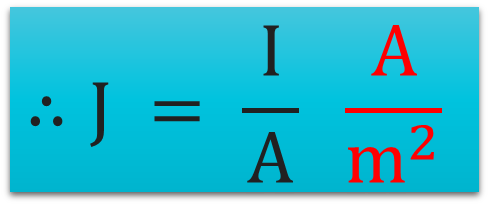 ∴ J = I/A A/m²